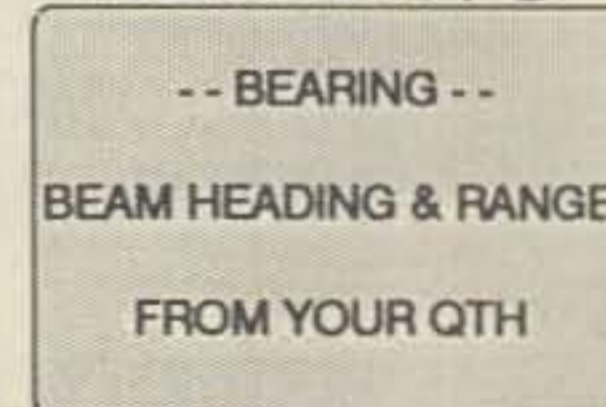 - - BEARING - -
BEAM HEADING & RANGE
FROM YOUR QTH